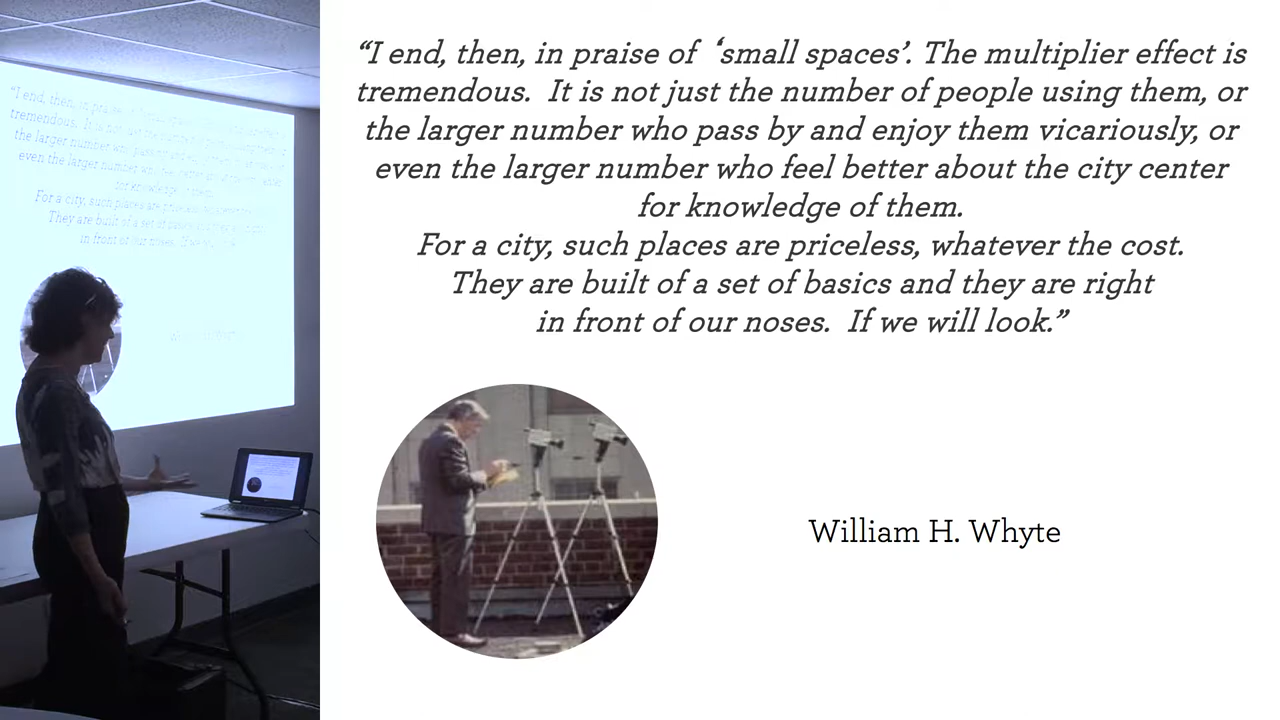 “I end, then, in praise of ‘small spaces’. The multiplier effect is
tremendous. It is not just the number of people using them, or
the larger number who pass by and enjoy them vicariously, or
even the larger number who feel better about the city center
for knowledge of them.
For a city, such places are priceless, whatever the cost.
They are built of a set of basics and they are right
in front of our noses. If we will look.”
William H. Whyte